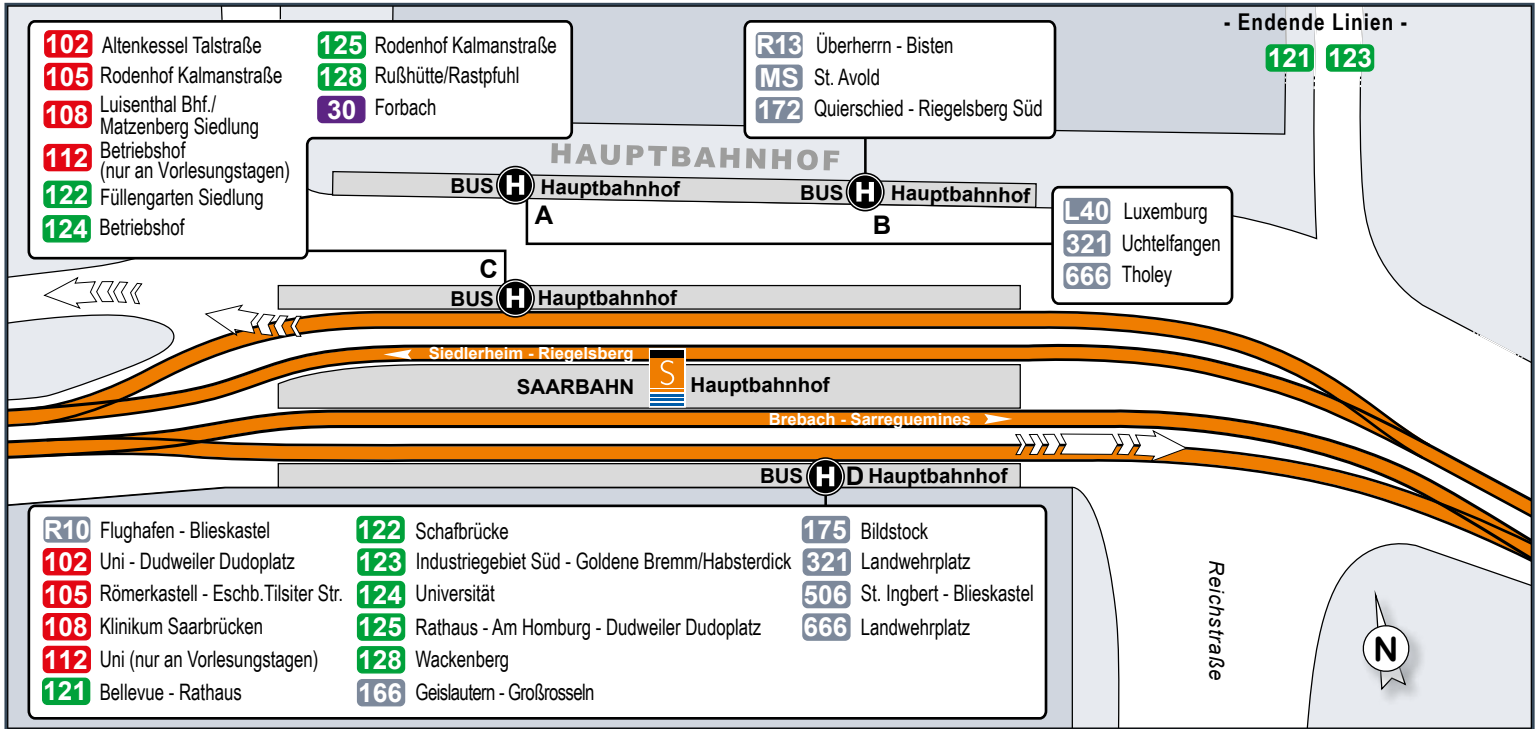 102 Altenkessel Talstraße
105 Rodenhof Kalmanstraße
108 Luisenthal Bhf./
Matzenberg Siedlung
112 Betriebshof
(nur an Vorlesungstagen)
122 Füllengarten Siedlung
124 Betriebshof
125 Rodenhof Kalmanstraße
128 Rußhütte/Rastpfuhl
30 Forbach
R13 Überherrn - Bisten
MS St. Avold
172 Quierschied - Riegelsberg Süd
- Endende Linien -
121 123
HAUPTBAHNHOF
BUS H Hauptbahnhof
A
BUS H Hauptbahnhof
B
L40 Luxemburg
321 Uchtelfangen
666 Tholey
C
BUS H Hauptbahnhof
Siedlerheim - Riegelsberg
SAARBAHN S Hauptbahnhof
Brebach - Sarreguemines
BUS H D Hauptbahnhof
R10 Flughafen - Blieskastel
102 Uni - Dudweiler Dudoplatz
105 Römerkastell - Eschb.Tilsiter Str.
108 Klinikum Saarbrücken
112 Uni (nur an Vorlesungstagen)
121 Bellevue - Rathaus
122 Schafbrücke
123 Industriegebiet Süd - Goldene Bremm/Habsterdick
124 Universität
125 Rathaus - Am Homburg - Dudweiler Dudoplatz
128 Wackenberg
166 Geislautern - Großrosseln
175 Bildstock
321 Landwehrplatz
506 St. Ingbert - Blieskastel
666 Landwehrplatz
Reichstraße
N